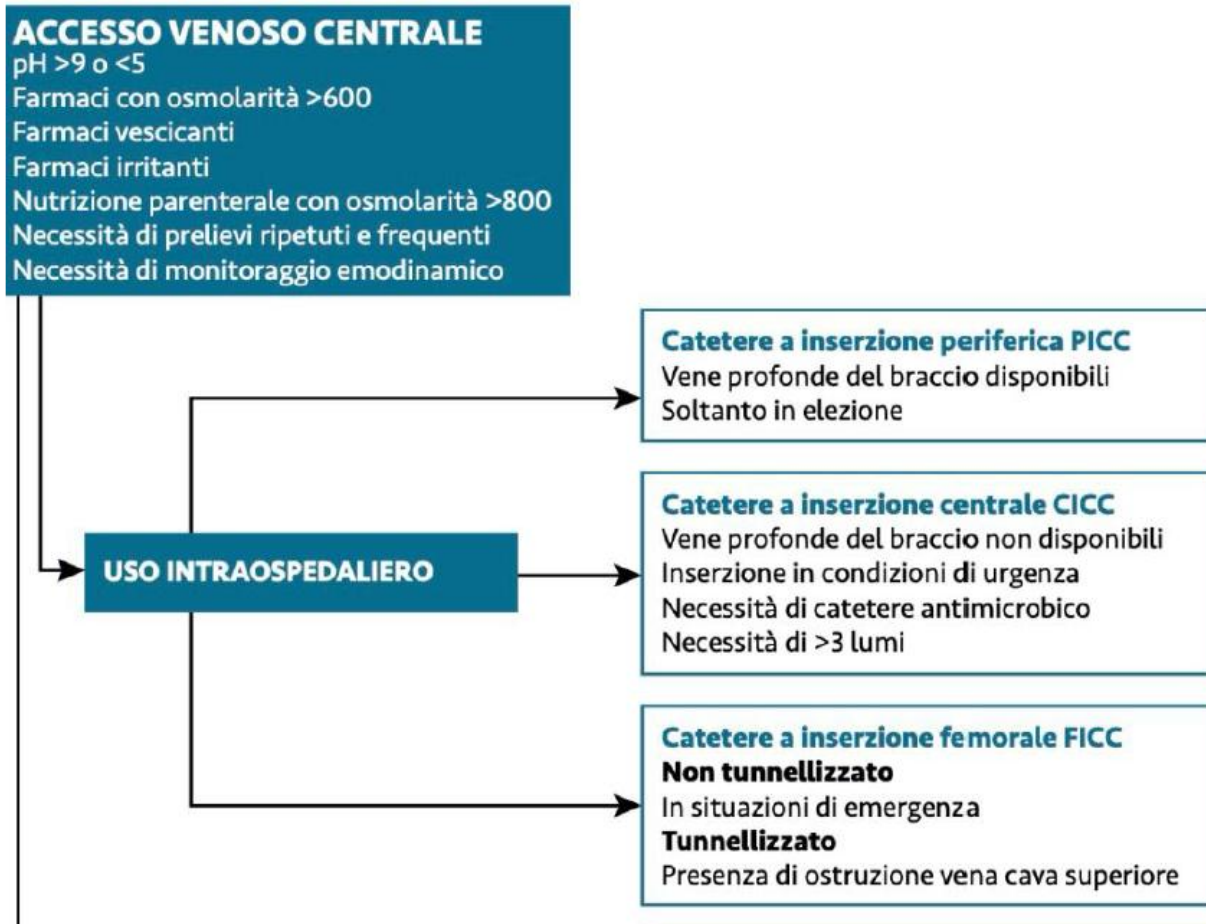 ACCESSO VENOSO CENTRALE
pH >9 o <5
Farmaci con osmolarità >600
Farmaci vescicanti
Farmaci irritanti
Nutrizione parenterale con osmolarità >800
Necessità di prelievi ripetuti e frequenti
Necessità di monitoraggio emodinamico
Catetere a inserzione periferica PICC
Vene profonde del braccio disponibili
Soltanto in elezione
USO INTRAOSPEDALIERO
Catetere a inserzione centrale CICC
Vene profonde del braccio non disponibili
Inserzione in condizioni di urgenza
Necessità di catetere antimicrobico
Necessità di >3 lumi
Catetere a inserzione femorale FICC
Non tunnellizzato
In situazioni di emergenza
Tunnellizzato
Presenza di ostruzione vena cava superiore